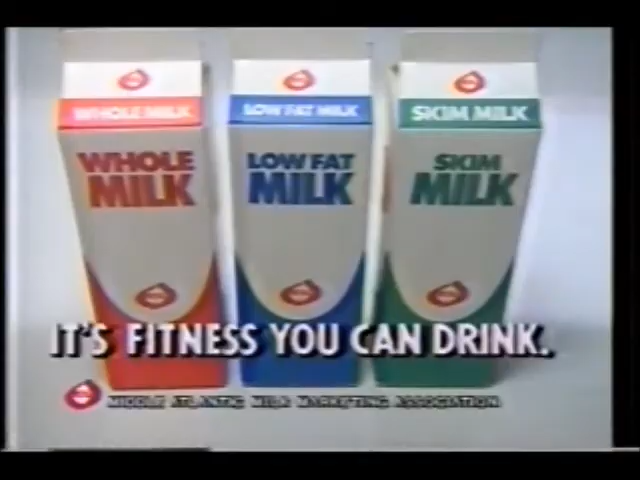 WHOLE MILK
LOW FAT MILK
SKIM MILK
WHOLE
MILK
LOW FAT
MILK
SKIM
MILK
IT'S FITNESS YOU CAN DRINK.
MIDDLE ATLANTIC MILK MARKETING ASSOCIATION